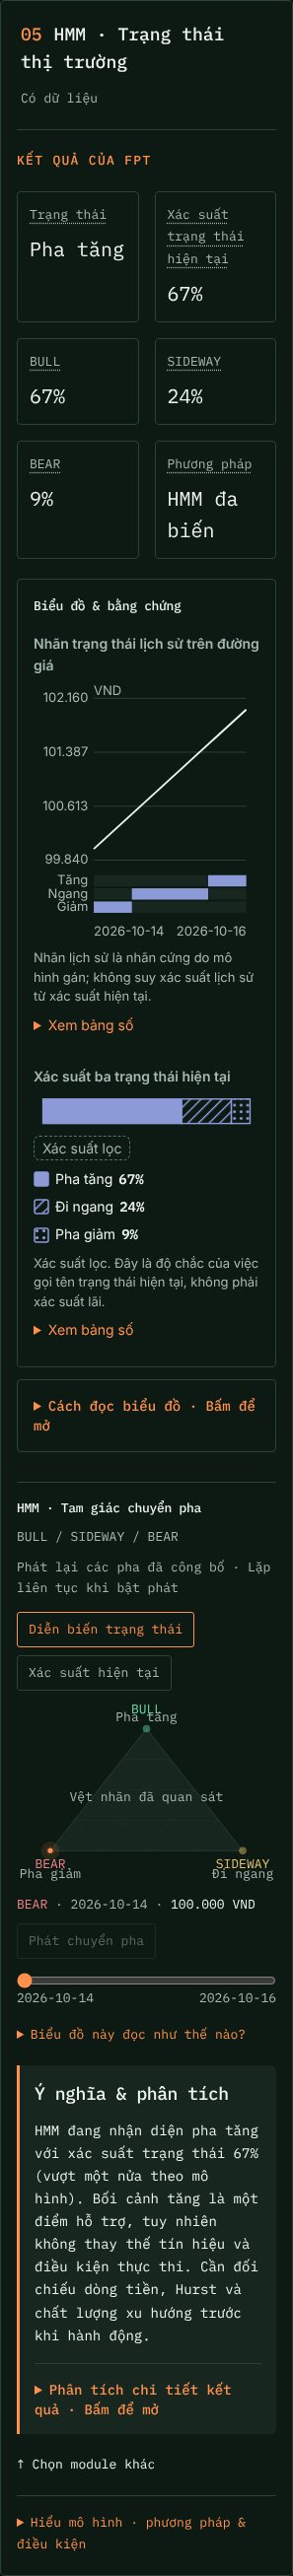 05 HMM · Trạng thái
thị trường
Có dữ liệu
KẾT QUẢ CỦA FPT
Trạng thái
Pha tăng
Xác suất
trạng thái
hiện tại
67%
BULL
67%
SIDEWAY
24%
BEAR
9%
Phương pháp
HMM đa
biến
Biểu đồ & bằng chứng
Nhãn trạng thái lịch sử trên đường
giá
VND
102.160
101.387
100.613
99.840
Tăng
Ngang
Giảm
2026-10-14 2026-10-16
Nhãn lịch sử là nhãn cứng do mô
hình gán; không suy xác suất lịch sử
từ xác suất hiện tại.
▶ Xem bảng số
Xác suất ba trạng thái hiện tại
Xác suất lọc
Pha tăng 67%
Đi ngang 24%
Pha giảm 9%
Xác suất lọc. Đây là độ chắc của việc
gọi tên trạng thái hiện tại, không phải
xác suất lãi.
▶ Xem bảng số
▶ Cách đọc biểu đồ · Bấm để
mở
HMM · Tam giác chuyển pha
BULL / SIDEWAY / BEAR
Phát lại các pha đã công bố · Lặp
liên tục khi bật phát
Diễn biến trạng thái
Xác suất hiện tại
BULL
Pha tăng
Vệt nhãn đã quan sát
BEAR
Pha giảm
SIDEWAY
Đi ngang
BEAR · 2026-10-14 · 100.000 VND
Phát chuyển pha
2026-10-14 2026-10-16
▶ Biểu đồ này đọc như thế nào?
Ý nghĩa & phân tích
HMM đang nhận diện pha tăng
với xác suất trạng thái 67%
(vượt một nửa theo mô
hình). Bối cảnh tăng là một
điểm hỗ trợ, tuy nhiên
không thay thế tín hiệu và
điều kiện thực thi. Cần đối
chiếu dòng tiền, Hurst và
chất lượng xu hướng trước
khi hành động.
▶ Phân tích chi tiết kết
quả · Bấm để mở
↑ Chọn module khác
▶ Hiểu mô hình · phương pháp &
điều kiện